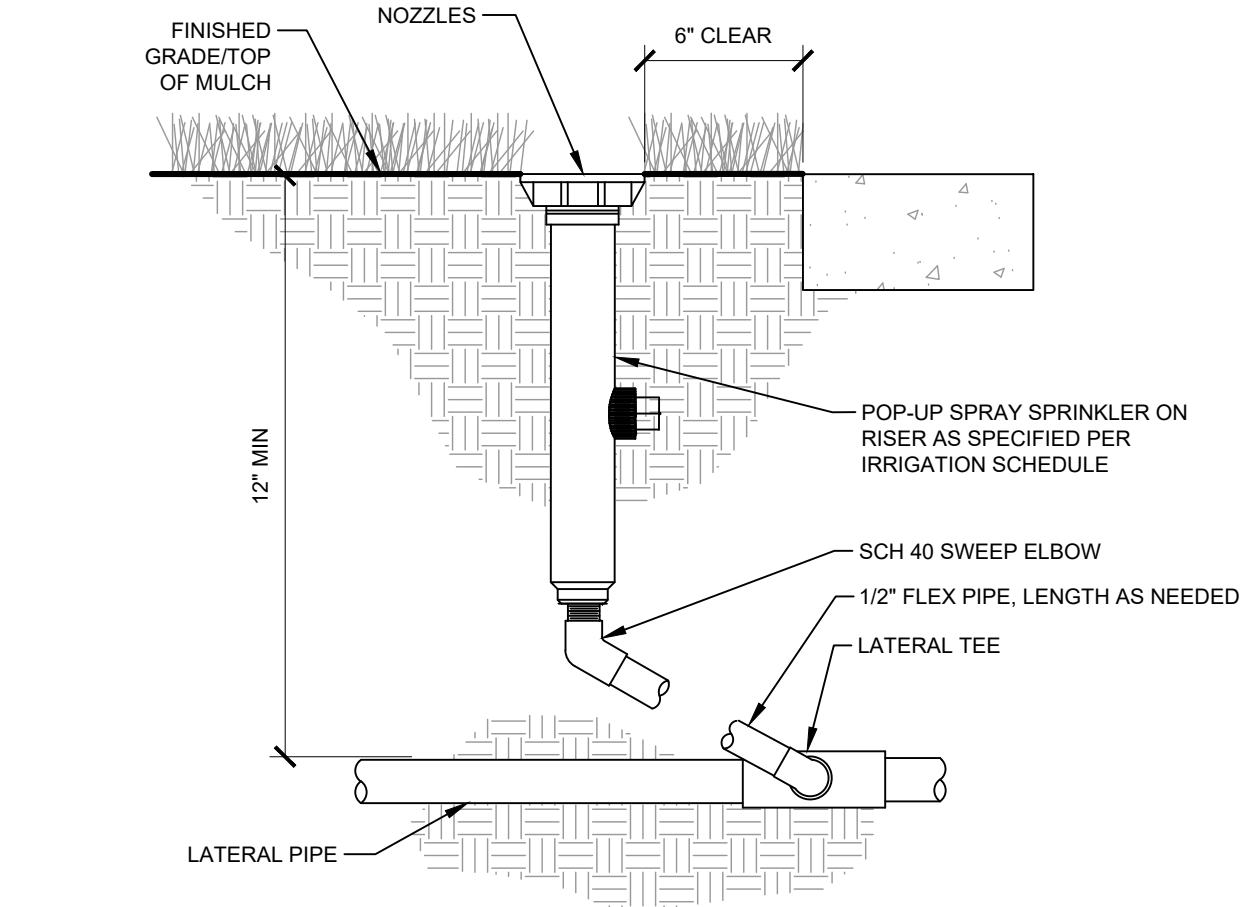 NOZZLES
FINISHED
GRADE/TOP
OF MULCH
6" CLEAR
12" MIN
POP-UP SPRAY SPRINKLER ON
RISER AS SPECIFIED PER
IRRIGATION SCHEDULE
SCH 40 SWEEP ELBOW
1/2" FLEX PIPE, LENGTH AS NEEDED
LATERAL TEE
LATERAL PIPE